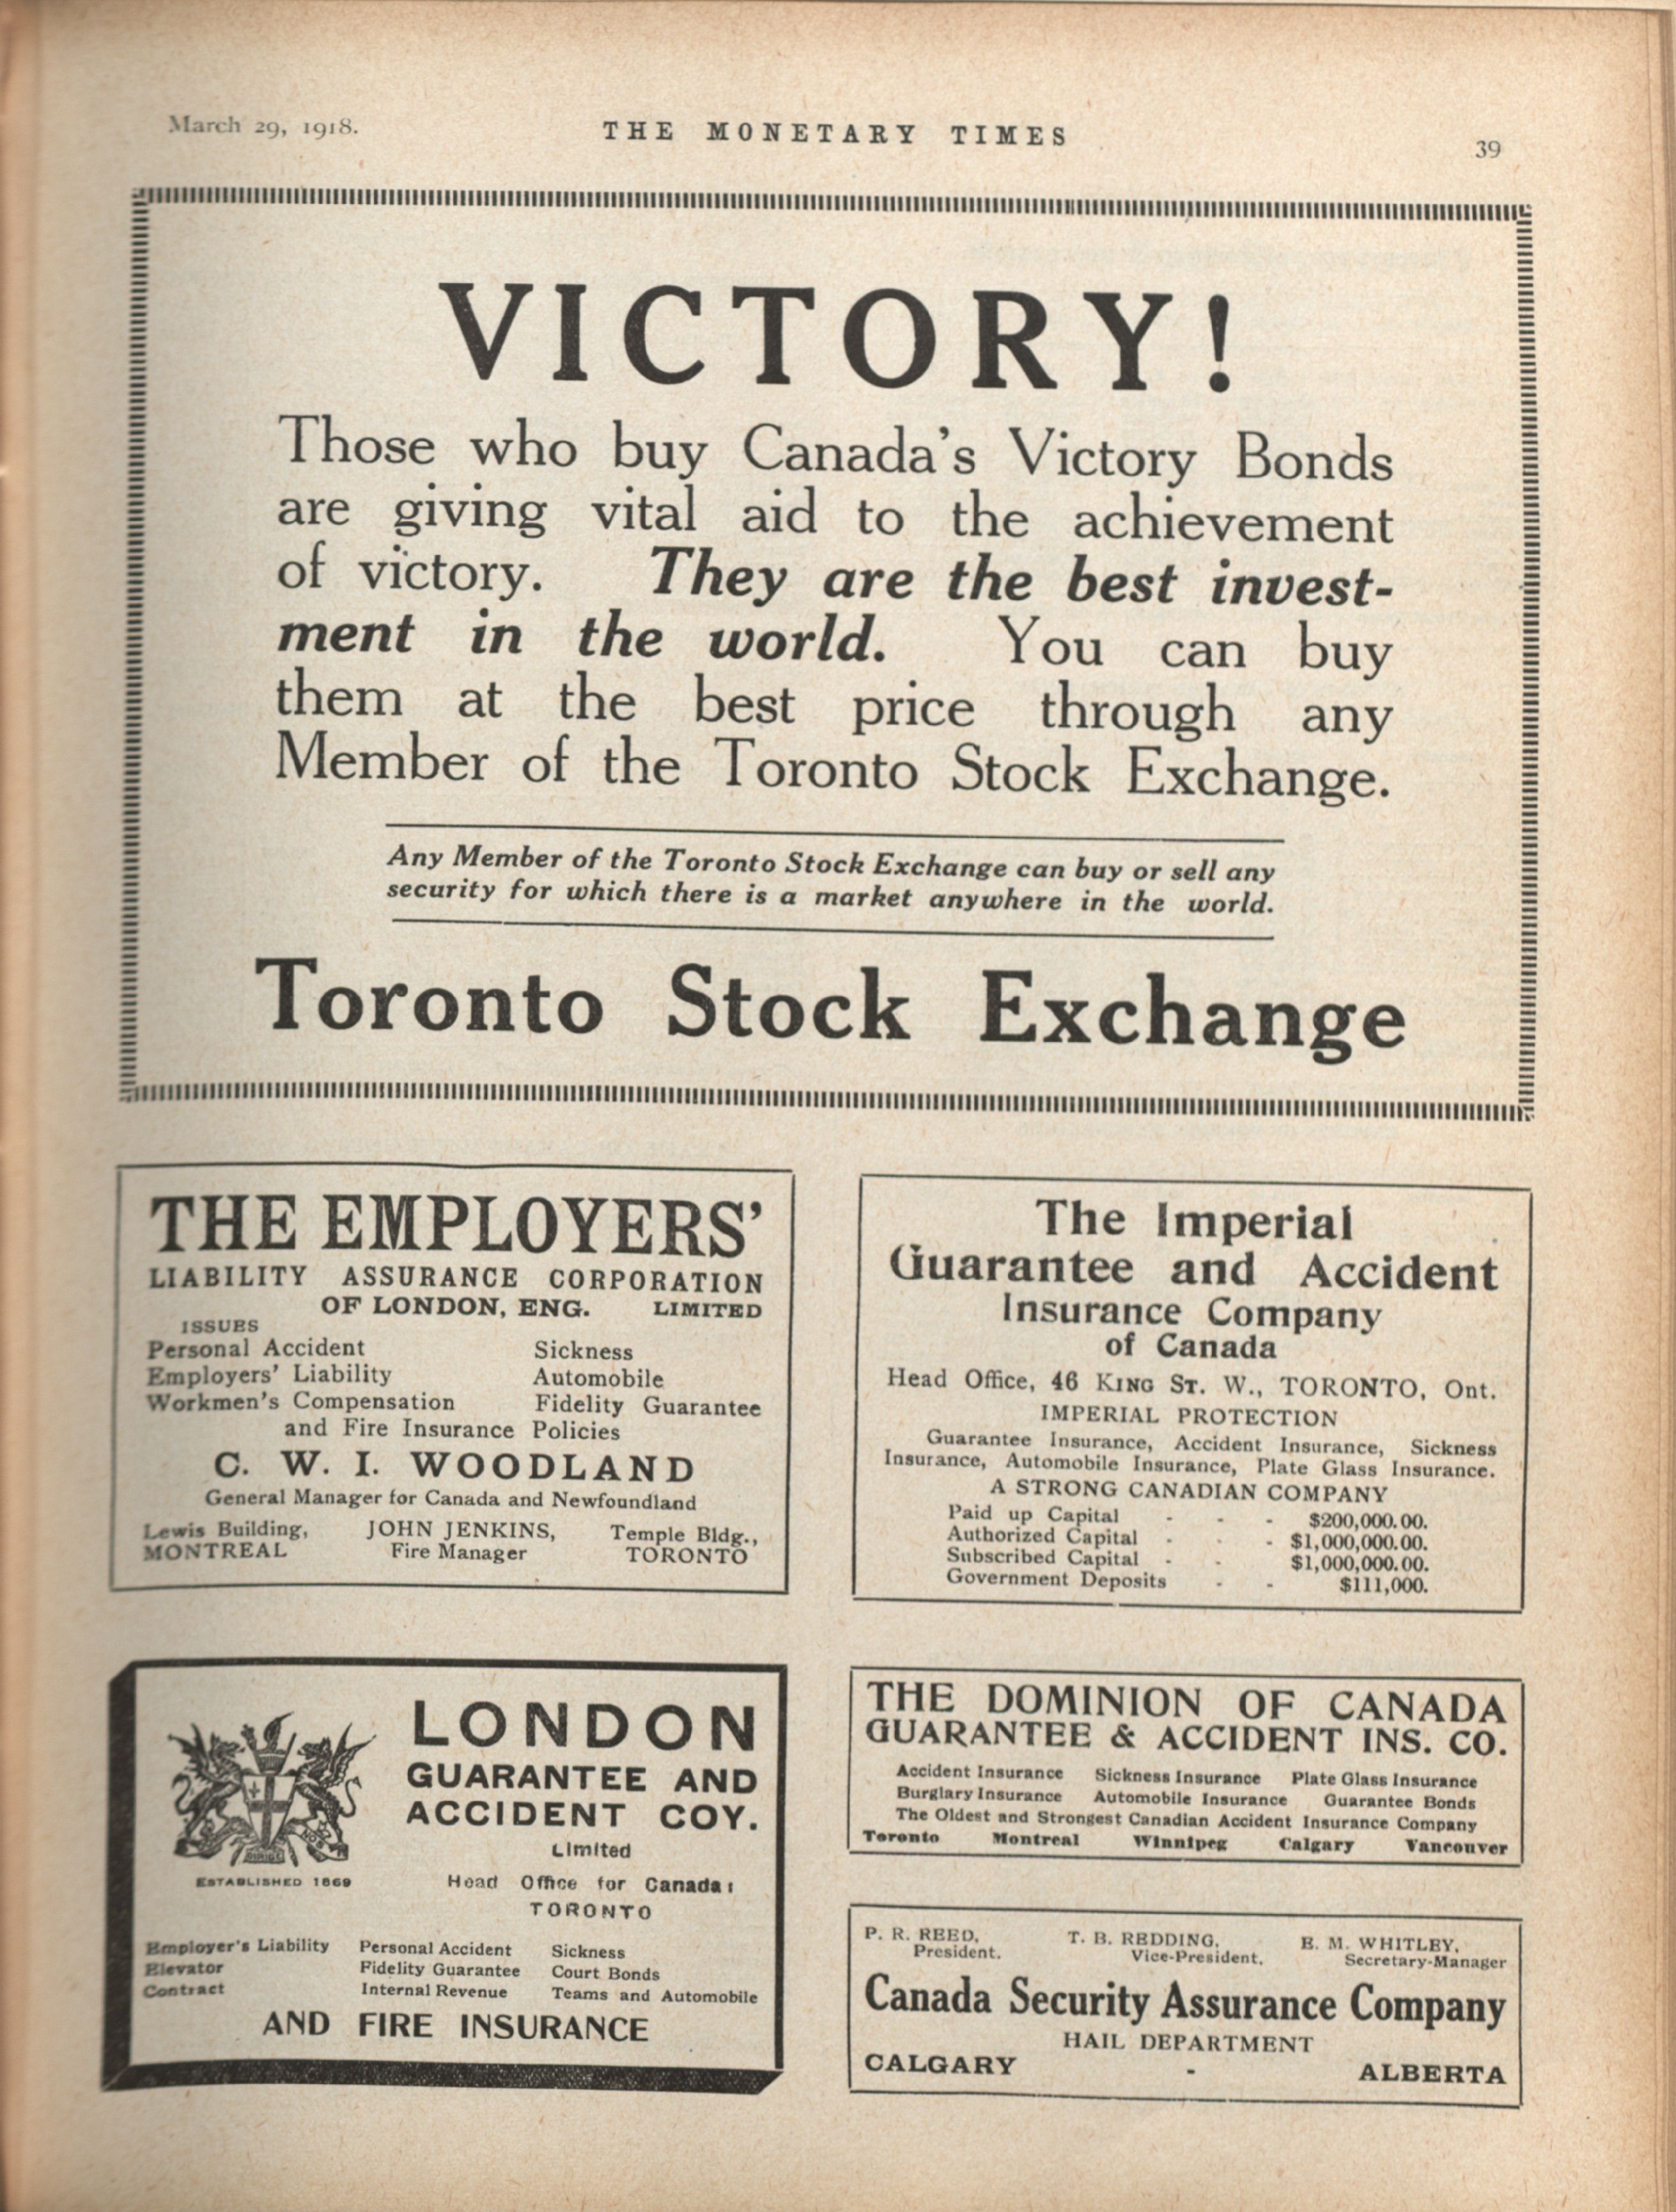 March 29, 1918.
THE MONETARY TIMES
39
VICTORY!
Those who buy Canada's Victory Bonds
are giving vital aid to the achievement
of victory. They are the best invest-
ment in the world. You can buy
them at the best price through any
Member of the Toronto Stock Exchange.
Any Member of the Toronto Stock Exchange can buy or sell any
security for which there is a market anywhere in the world.
Toronto Stock Exchange
THE EMPLOYERS'
LIABILITY ASSURANCE CORPORATION
OF LONDON, ENG. LIMITED
ISSUES
Personal Accident Sickness
Employers' Liability Automobile
Workmen's Compensation Fidelity Guarantee
and Fire Insurance Policies
C. W. I. WOODLAND
General Manager for Canada and Newfoundland
Lewis Building, JOHN JENKINS, Temple Bldg.,
MONTREAL Fire Manager TORONTO
The Imperial
Guarantee and Accident
Insurance Company
of Canada
Head Office, 46 KING ST. W., TORONTO, Ont.
IMPERIAL PROTECTION
Guarantee Insurance, Accident Insurance, Sickness
Insurance, Automobile Insurance, Plate Glass Insurance.
A STRONG CANADIAN COMPANY
Paid up Capital - - - $200,000.00.
Authorized Capital - - - $1,000,000.00.
Subscribed Capital - - $1,000,000.00.
Government Deposits - - $111,000.
LONDON
GUARANTEE AND
ACCIDENT COY.
Limited
ESTABLISHED 1869
Head Office for Canada:
TORONTO
Employer's Liability Personal Accident Sickness
Elevator Fidelity Guarantee Court Bonds
Contract Internal Revenue Teams and Automobile
AND FIRE INSURANCE
THE DOMINION OF CANADA
GUARANTEE & ACCIDENT INS. CO.
Accident Insurance Sickness Insurance Plate Glass Insurance
Burglary Insurance Automobile Insurance Guarantee Bonds
The Oldest and Strongest Canadian Accident Insurance Company
Toronto Montreal Winnipeg Calgary Vancouver
P. R. REED, T. B. REDDING, E. M. WHITLEY,
President. Vice-President. Secretary-Manager
Canada Security Assurance Company
HAIL DEPARTMENT
CALGARY - ALBERTA